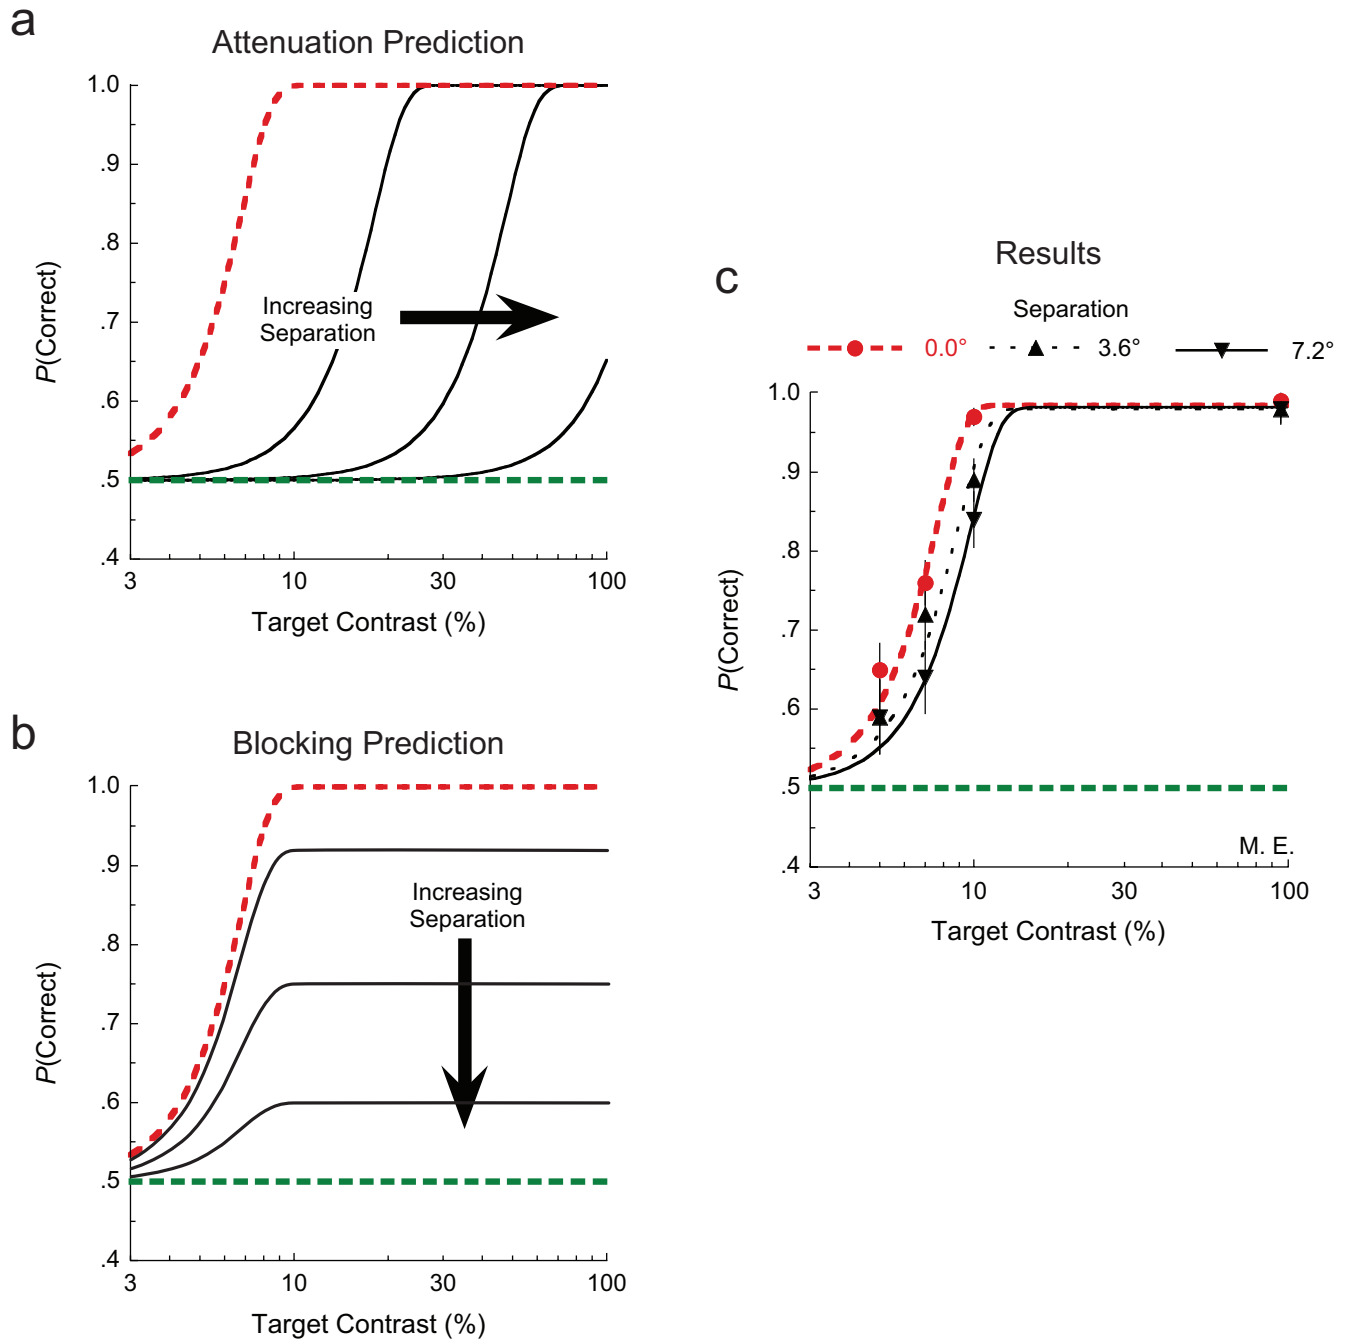 a
Attenuation Prediction
1.0
.9
.8
.7
.6
.5
.4
P(Correct)
Increasing
Separation
3
10
30
100
Target Contrast (%)
b
Blocking Prediction
1.0
.9
.8
.7
.6
.5
.4
P(Correct)
Increasing
Separation
3
10
30
100
Target Contrast (%)
c
Results
Separation
0.0°
3.6°
7.2°
1.0
.9
.8
.7
.6
.5
.4
P(Correct)
M. E.
3
10
30
100
Target Contrast (%)